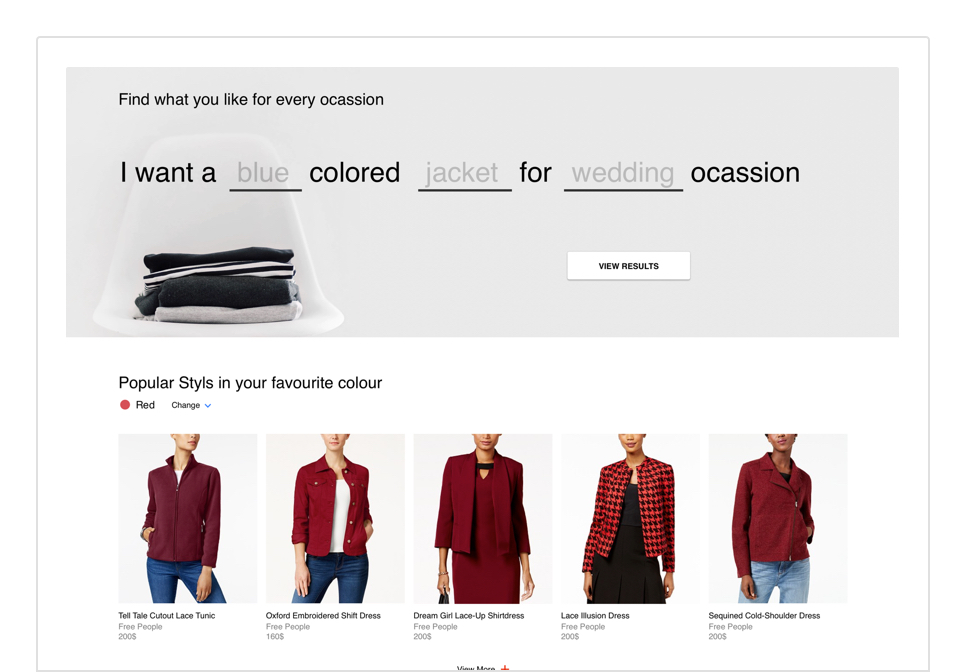 Find what you like for every ocassion
I want a blue colored jacket for wedding ocassion
VIEW RESULTS
Popular Styls in your favourite colour
Red Change
Tell Tale Cutout Lace Tunic
Free People
200$
Oxford Embroidered Shift Dress
Free People
160$
Dream Girl Lace-Up Shirtdress
Free People
200$
Lace Illusion Dress
Free People
200$
Sequined Cold-Shoulder Dress
Free People
200$
View More